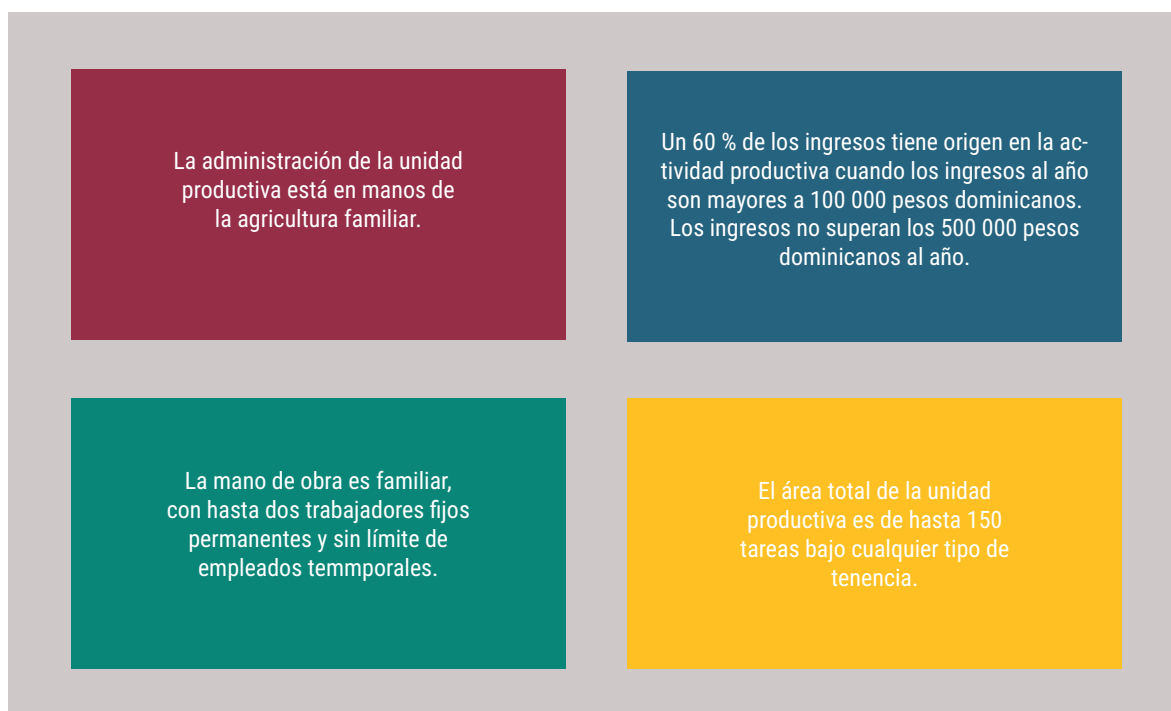 La administración de la unidad
productiva está en manos de
la agricultura familiar.
Un 60 % de los ingresos tiene origen en la ac-
tividad productiva cuando los ingresos al año
son mayores a 100 000 pesos dominicanos.
Los ingresos no superan los 500 000 pesos
dominicanos al año.
La mano de obra es familiar,
con hasta dos trabajadores fijos
permanentes y sin límite de
empleados temmporales.
El área total de la unidad
productiva es de hasta 150
tareas bajo cualquier tipo de
tenencia.